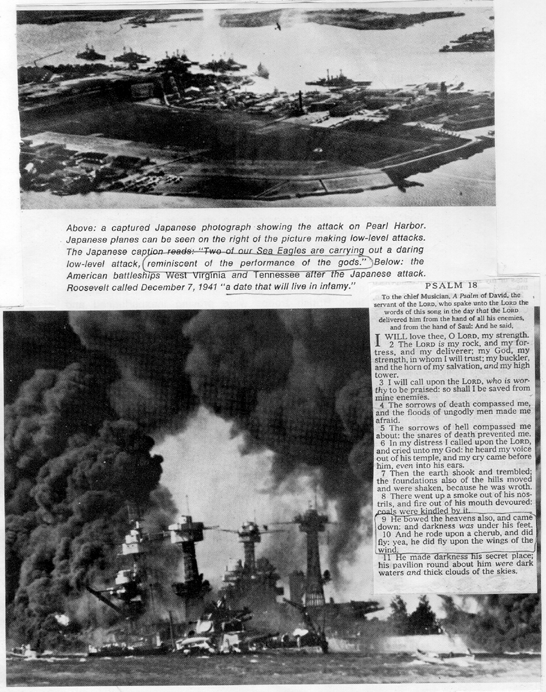 Above: a captured Japanese photograph showing the attack on Pearl Harbor.
Japanese planes can be seen on the right of the picture making low-level attacks.
The Japanese caption reads: "Two of our Sea Eagles are carrying out a daring
low-level attack, reminiscent of the performance of the gods." Below: the
American battleships West Virginia and Tennessee after the Japanese attack.
Roosevelt called December 7, 1941 "a date that will live in infamy."
PSALM 18
To the chief Musician, A Psalm of David, the
servant of the LORD, who spake unto the LORD the
words of this song in the day that the LORD
delivered him from the hand of all his enemies,
and from the hand of Saul: And he said,
I WILL love thee, O LORD, my strength.
2 The LORD is my rock, and my for-
tress, and my deliverer; my God, my
strength, in whom I will trust; my buckler,
and the horn of my salvation, and my high
tower.
3 I will call upon the LORD, who is wor-
thy to be praised: so shall I be saved from
mine enemies.
4 The sorrows of death compassed me,
and the floods of ungodly men made me
afraid.
5 The sorrows of hell compassed me
about: the snares of death prevented me.
6 In my distress I called upon the LORD,
and cried unto my God: he heard my voice
out of his temple, and my cry came before
him, even into his ears.
7 Then the earth shook and trembled;
the foundations also of the hills moved
and were shaken, because he was wroth.
8 There went up a smoke out of his nos-
trils, and fire out of his mouth devoured:
coals were kindled by it.
9 He bowed the heavens also, and came
down: and darkness was under his feet.
10 And he rode upon a cherub, and did
fly: yea, he did fly upon the wings of the
wind.
11 He made darkness his secret place;
his pavilion round about him were dark
waters and thick clouds of the skies.